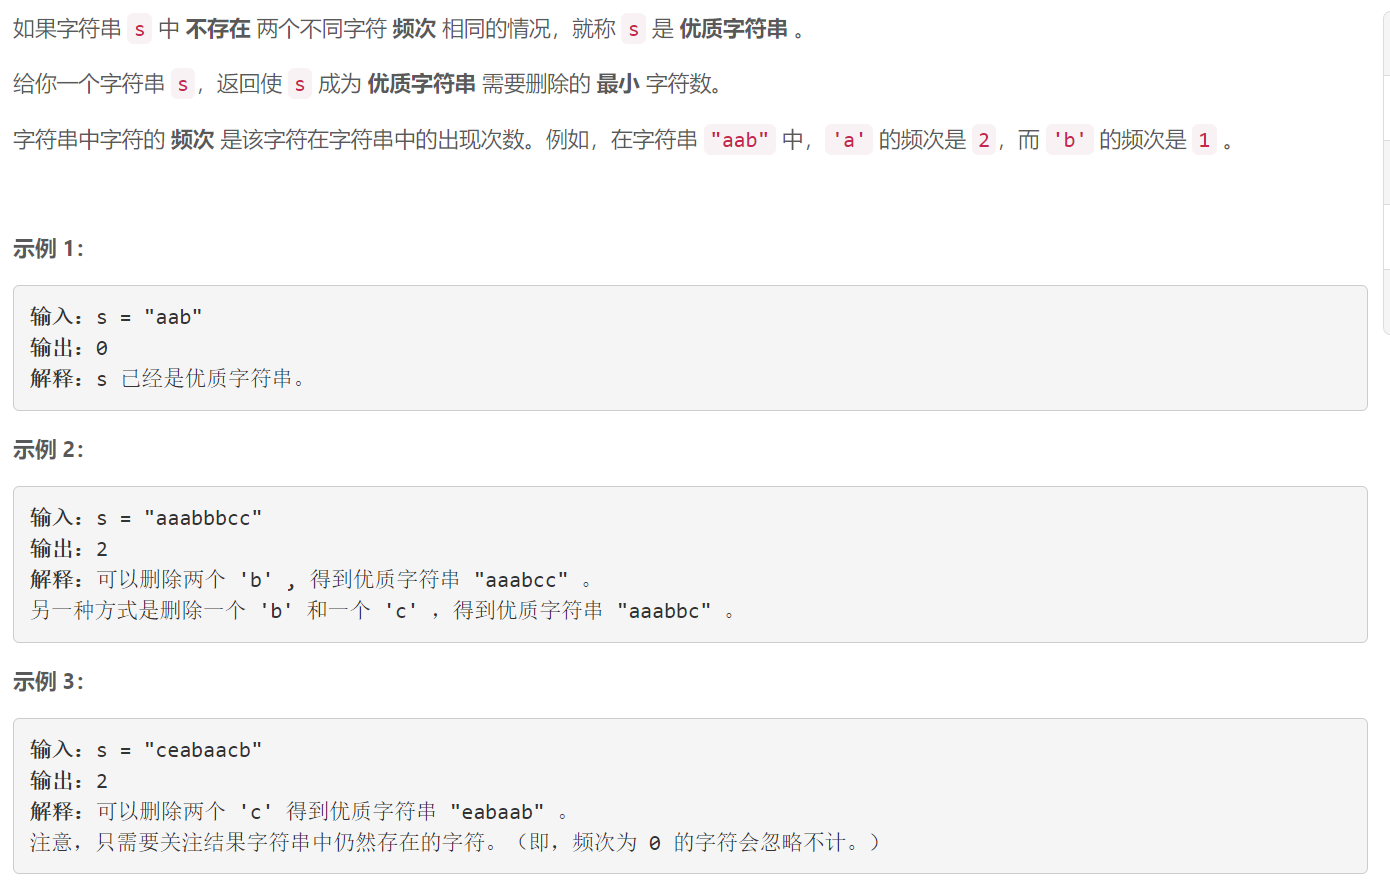 如果字符串 s 中 不存在 两个不同字符 频次 相同的情况，就称 s 是 优质字符串 。
给你一个字符串 s，返回使 s 成为 优质字符串 需要删除的 最小 字符数。
字符串中字符的 频次 是该字符在字符串中的出现次数。例如，在字符串 "aab" 中，'a' 的频次是 2，而 'b' 的频次是 1 。
示例 1：
输入：s = "aab"
输出：0
解释：s 已经是优质字符串。
示例 2：
输入：s = "aaabbbcc"
输出：2
解释：可以删除两个 'b' , 得到优质字符串 "aaabcc" 。
另一种方式是删除一个 'b' 和一个 'c' ，得到优质字符串 "aaabbc" 。
示例 3：
输入：s = "ceabaacb"
输出：2
解释：可以删除两个 'c' 得到优质字符串 "eabaab" 。
注意，只需要关注结果字符串中仍然存在的字符。（即，频次为 0 的字符会忽略不计。）